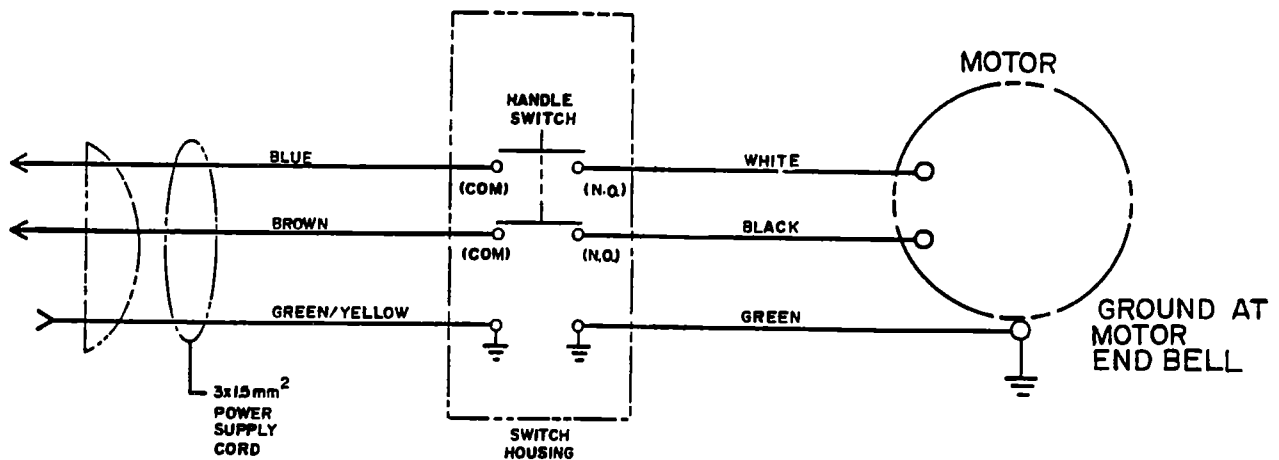 MOTOR
HANDLE
SWITCH
BLUE
WHITE
(COM)
(N.O.)
BROWN
BLACK
(COM)
(N.O.)
GREEN/YELLOW
GREEN
GROUND AT
MOTOR
END BELL
3x1.5mm²
POWER
SUPPLY
CORD
SWITCH
HOUSING